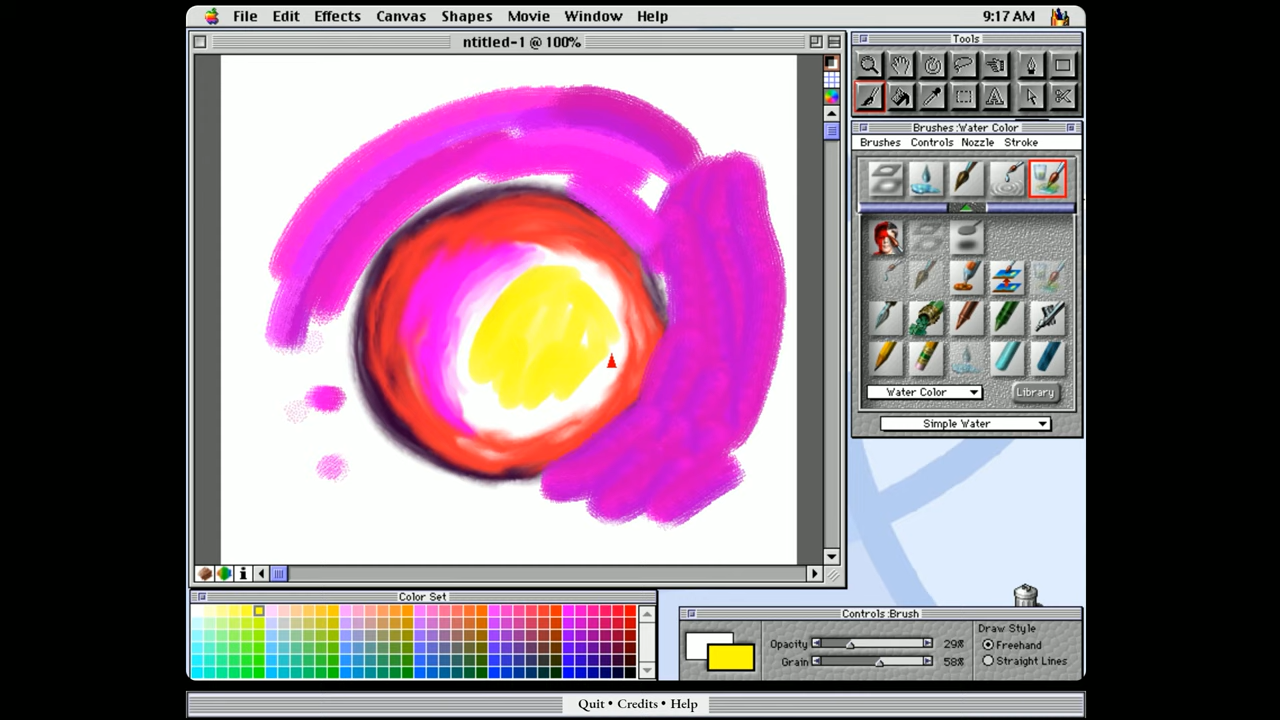 File Edit Effects Canvas Shapes Movie Window Help 9:17 AM
ntitled-1 @ 100%
Tools
A
Brushes:Water Color
Brushes Controls Nozzle Stroke
Water Color Library
Simple Water
Color Set
Controls:Brush
Opacity 29%
Grain 58%
Draw Style
Freehand
Straight Lines
Quit • Credits • Help